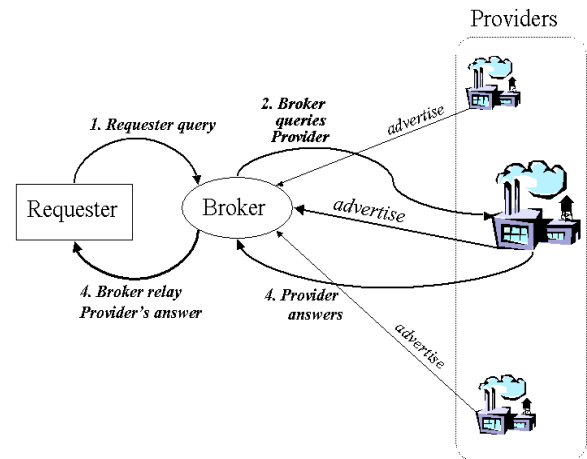 Providers
1. Requester query
2. Broker
queries
Provider
advertise
Requester
Broker
advertise
4. Broker relay
Provider's answer
4. Provider
answers
advertise